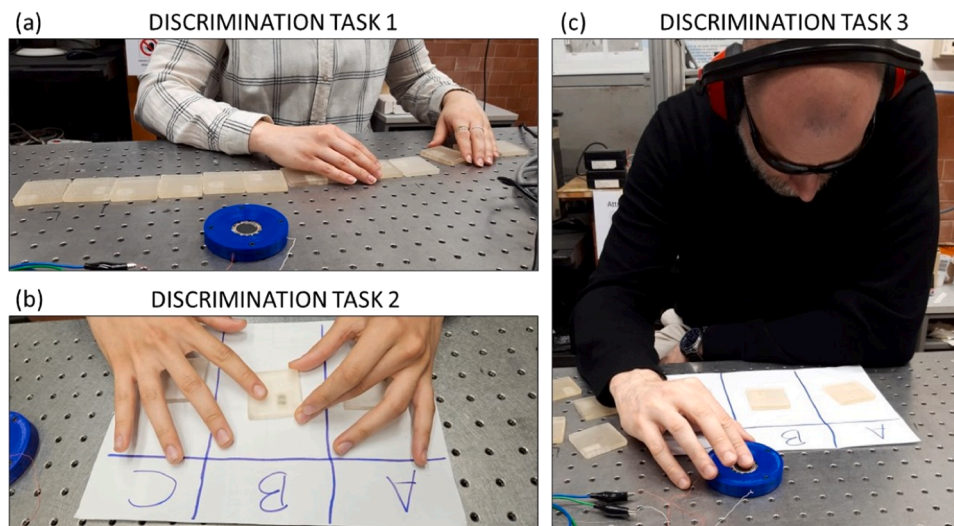 (a) DISCRIMINATION TASK 1
(b) DISCRIMINATION TASK 2
C B A
(c) DISCRIMINATION TASK 3
B A